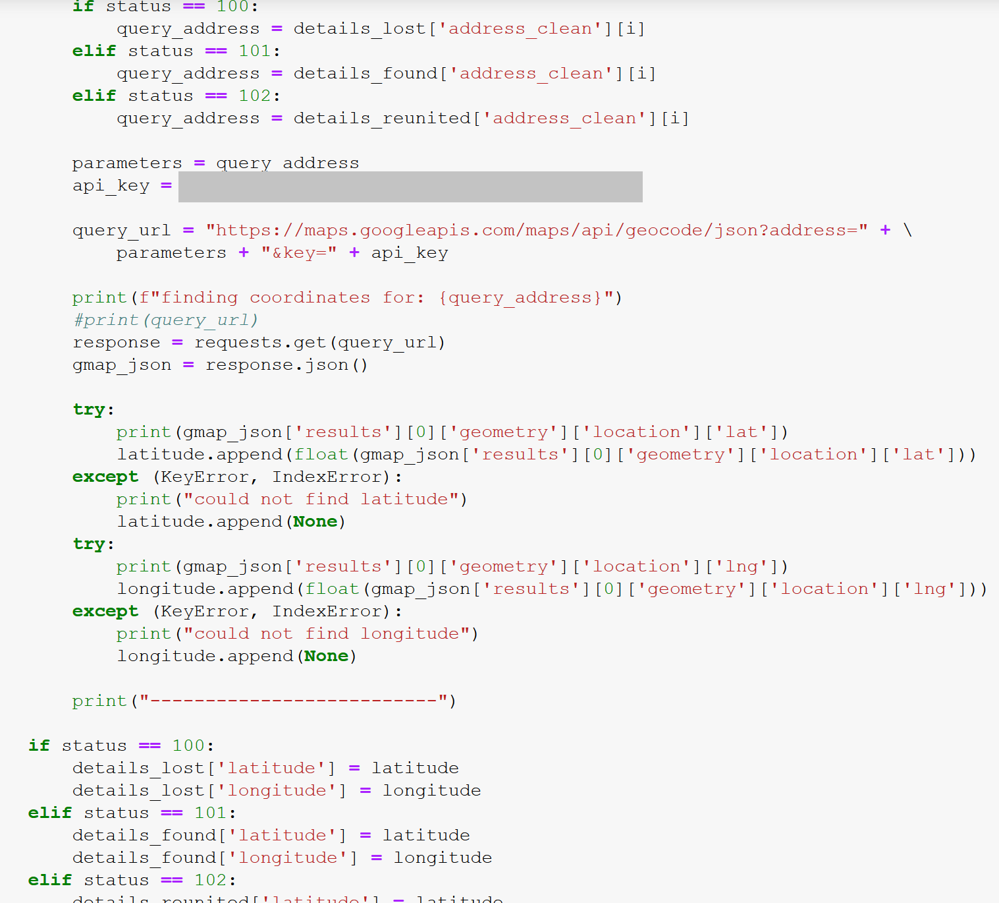 if status == 100:
query_address = details_lost['address_clean'][i]
elif status == 101:
query_address = details_found['address_clean'][i]
elif status == 102:
query_address = details_reunited['address_clean'][i]
parameters = query_address
api_key =
query_url = "https://maps.googleapis.com/maps/api/geocode/json?address=" + \
parameters + "&key=" + api_key
print(f"finding coordinates for: {query_address}")
#print(query_url)
response = requests.get(query_url)
gmap_json = response.json()
try:
print(gmap_json['results'][0]['geometry']['location']['lat'])
latitude.append(float(gmap_json['results'][0]['geometry']['location']['lat']))
except (KeyError, IndexError):
print("could not find latitude")
latitude.append(None)
try:
print(gmap_json['results'][0]['geometry']['location']['lng'])
longitude.append(float(gmap_json['results'][0]['geometry']['location']['lng']))
except (KeyError, IndexError):
print("could not find longitude")
longitude.append(None)
print("--------------------------")
if status == 100:
details_lost['latitude'] = latitude
details_lost['longitude'] = longitude
elif status == 101:
details_found['latitude'] = latitude
details_found['longitude'] = longitude
elif status == 102:
details_reunited['latitude'] = latitude